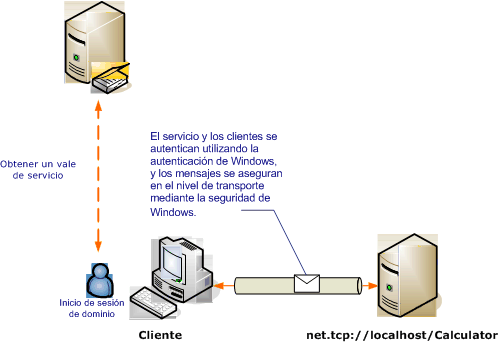 El servicio y los clientes se
autentican utilizando la
autenticación de Windows,
y los mensajes se aseguran
en el nivel de transporte
mediante la seguridad de
Windows.
Obtener un vale
de servicio
Inicio de sesión
de dominio
Cliente
net.tcp://localhost/Calculator